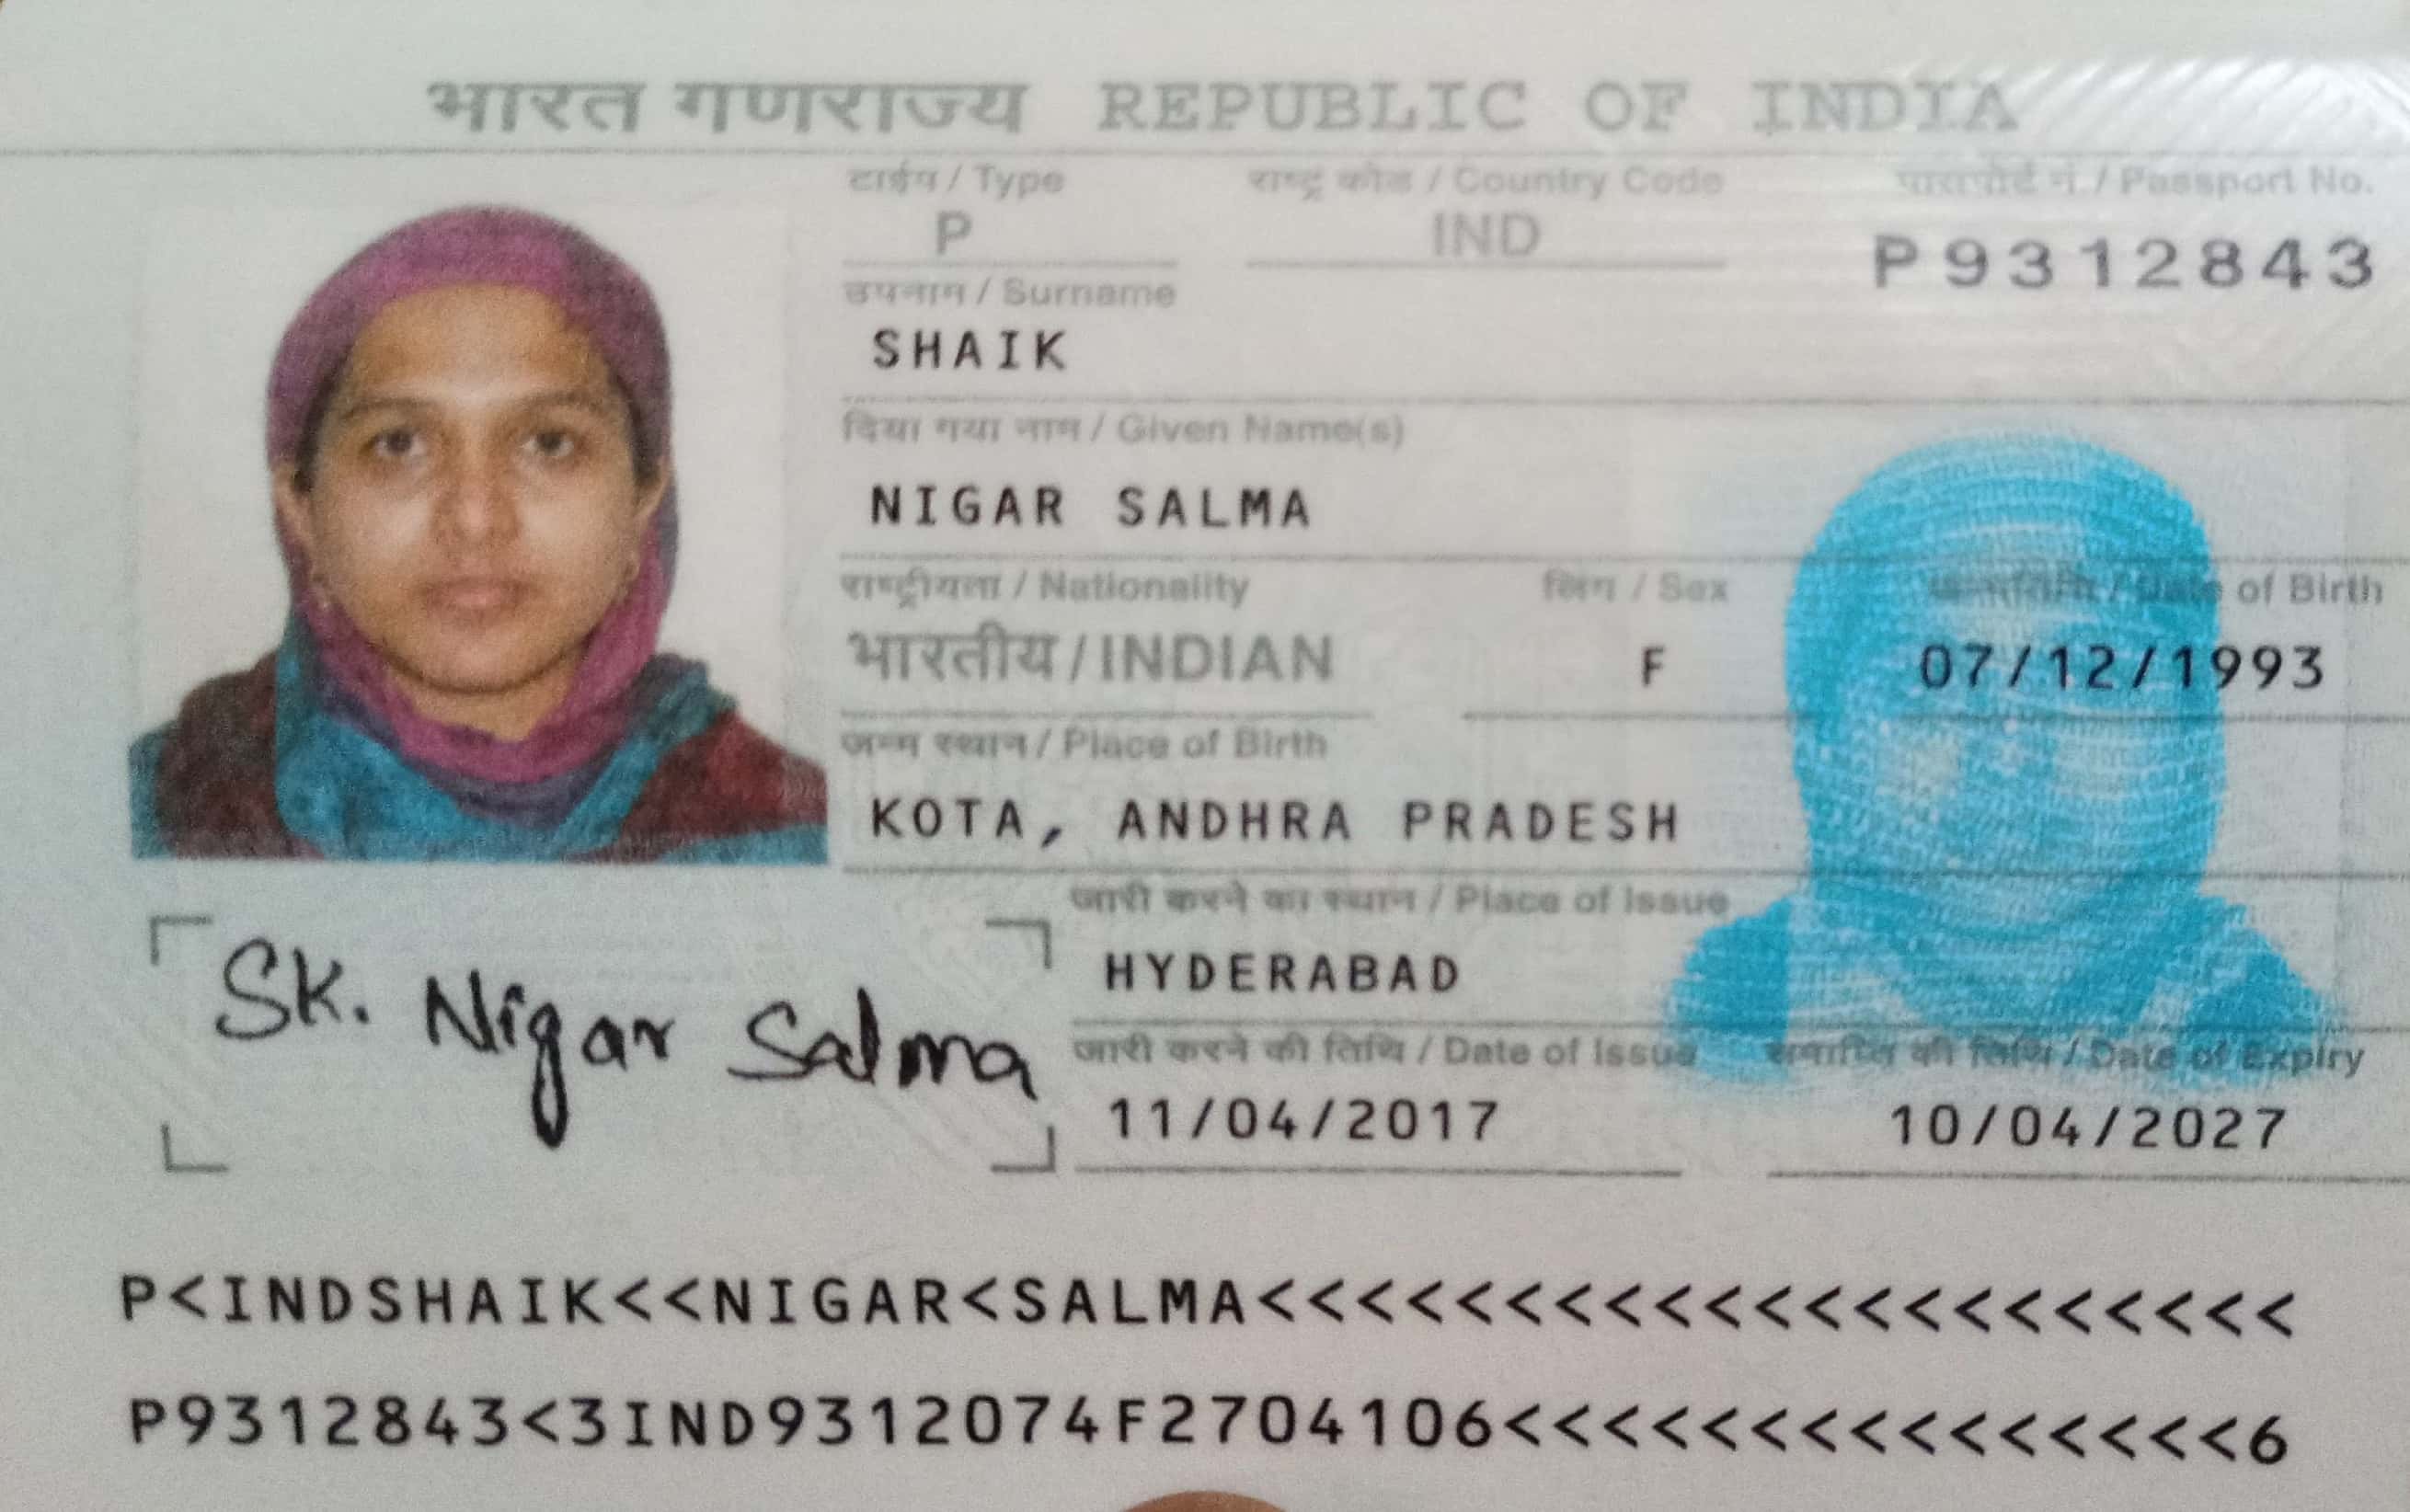 भारत गणराज्य REPUBLIC OF INDIA
टाईप / Type राष्ट्र कोड / Country Code पासपोर्ट नं. / Passport No.
P IND P9312843
उपनाम / Surname
SHAIK
दिया गया नाम / Given Name(s)
NIGAR SALMA
राष्ट्रीयता / Nationality लिंग / Sex जन्मतिथि / Date of Birth
भारतीय / INDIAN F 07/12/1993
जन्म स्थान / Place of Birth
KOTA, ANDHRA PRADESH
जारी करने का स्थान / Place of Issue
HYDERABAD
Sk. Nigar Salma
जारी करने की तिथि / Date of Issue समाप्ति की तिथि / Date of Expiry
11/04/2017 10/04/2027
P<INDSHAIK<<NIGAR<SALMA<<<<<<<<<<<<<<<<<<<<<
P9312843<3IND9312074F2704106<<<<<<<<<<<<<<<6